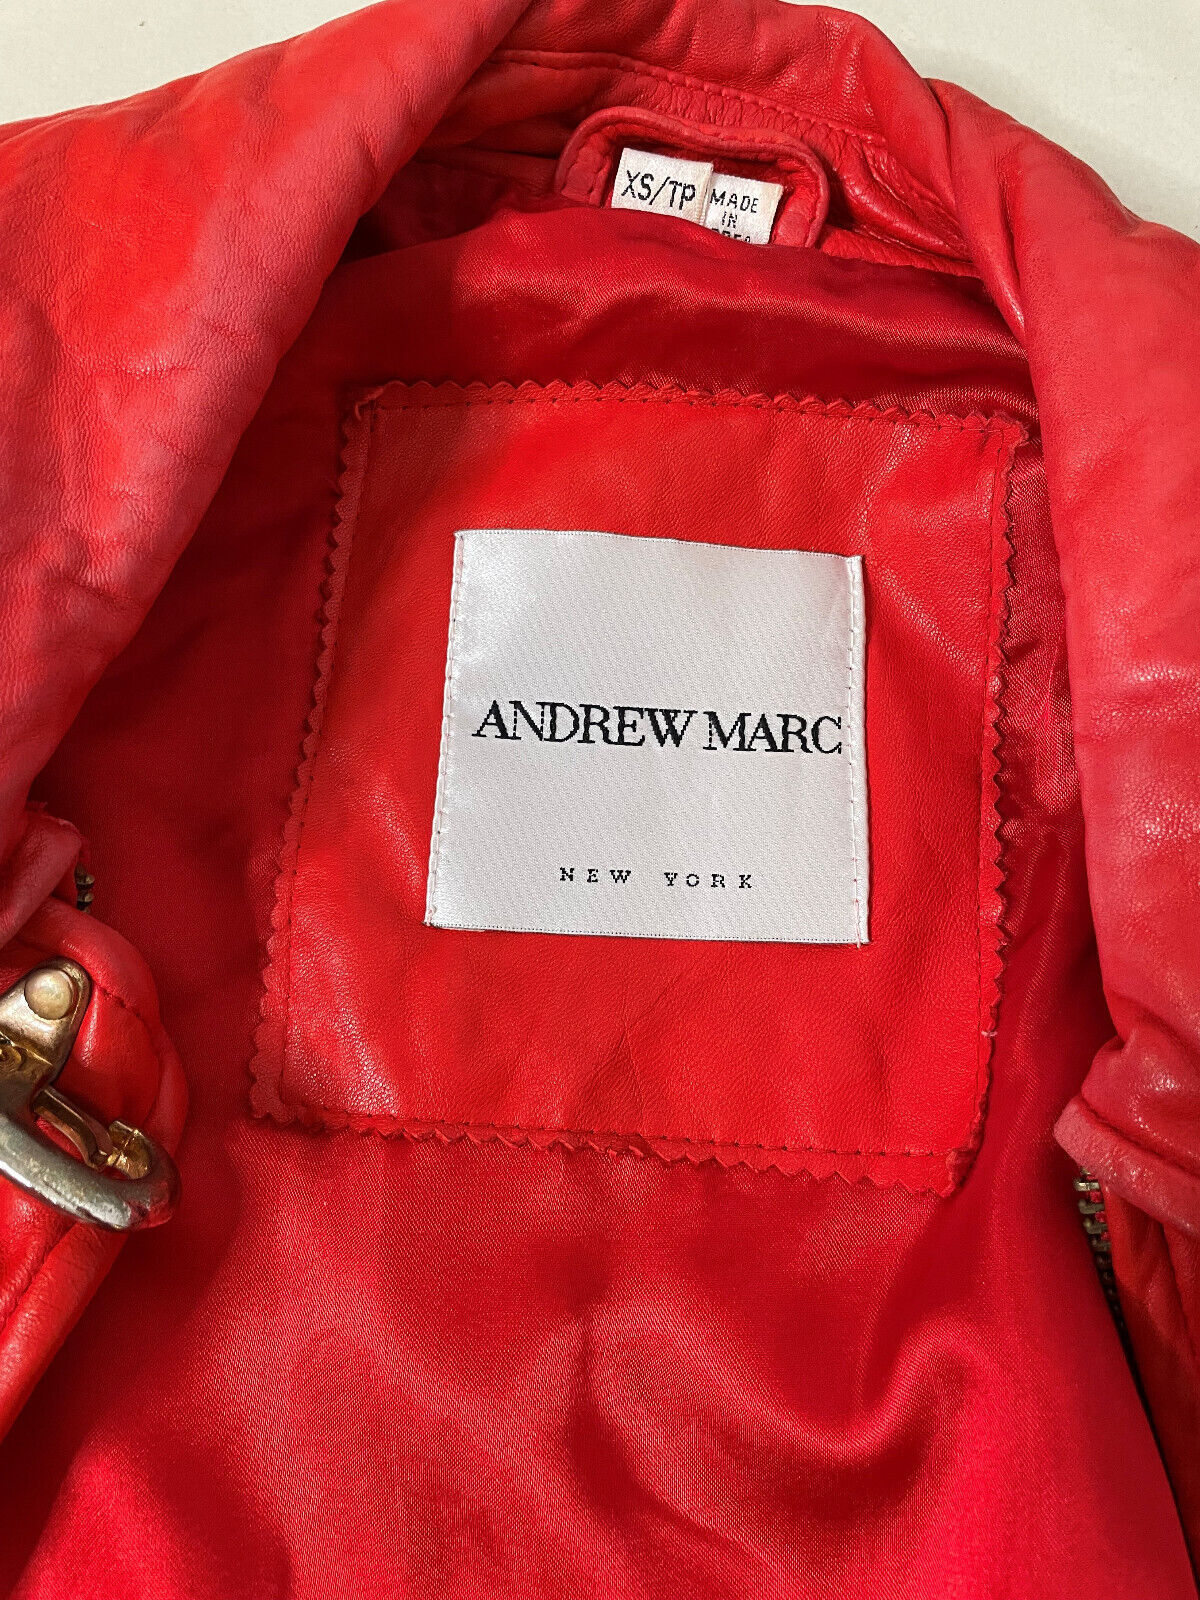 XS/TP
MADE
IN
ANDREW MARC
NEW YORK